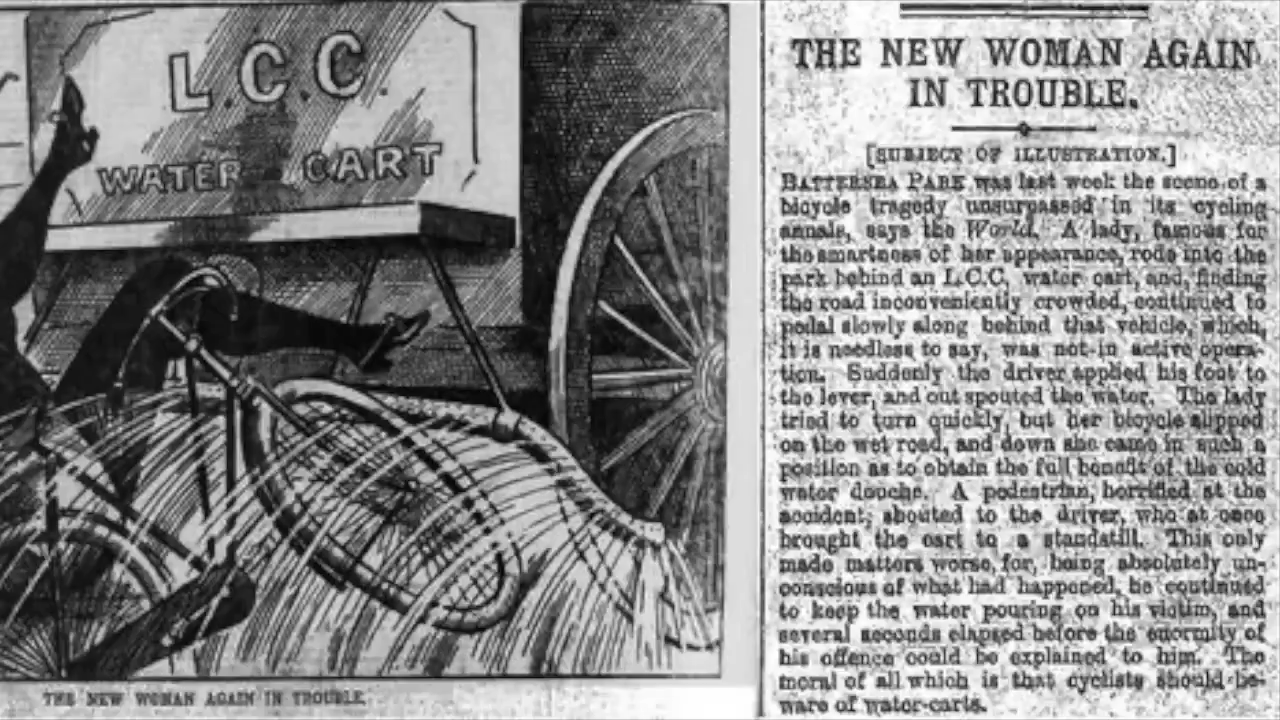 L.C.C.
WATER CART
THE NEW WOMAN AGAIN IN TROUBLE.
THE NEW WOMAN AGAIN
IN TROUBLE.
[SUBJECT OF ILLUSTRATION.]
BATTERSEA PARK was last week the scene of a
bicycle tragedy unsurpassed in its cycling
annals, says the World. A lady, famous for
the smartness of her appearance, rode into the
park behind an L.C.C. water cart, and, finding
the road inconveniently crowded, continued to
pedal slowly along behind that vehicle, which,
it is needless to say, was not in active opera-
tion. Suddenly the driver applied his foot to
the lever, and out spouted the water. The lady
tried to turn quickly, but her bicycle slipped
on the wet road, and down she came in such a
position as to obtain the full benefit of the cold
water douche. A pedestrian, horrified at the
accident, shouted to the driver, who at once
brought the cart to a standstill. This only
made matters worse, for, being absolutely un-
conscious of what had happened, he continued
to keep the water pouring on his victim, and
several seconds elapsed before the enormity of
his offence could be explained to him. The
moral of all which is that cyclists should be-
ware of water-carts.